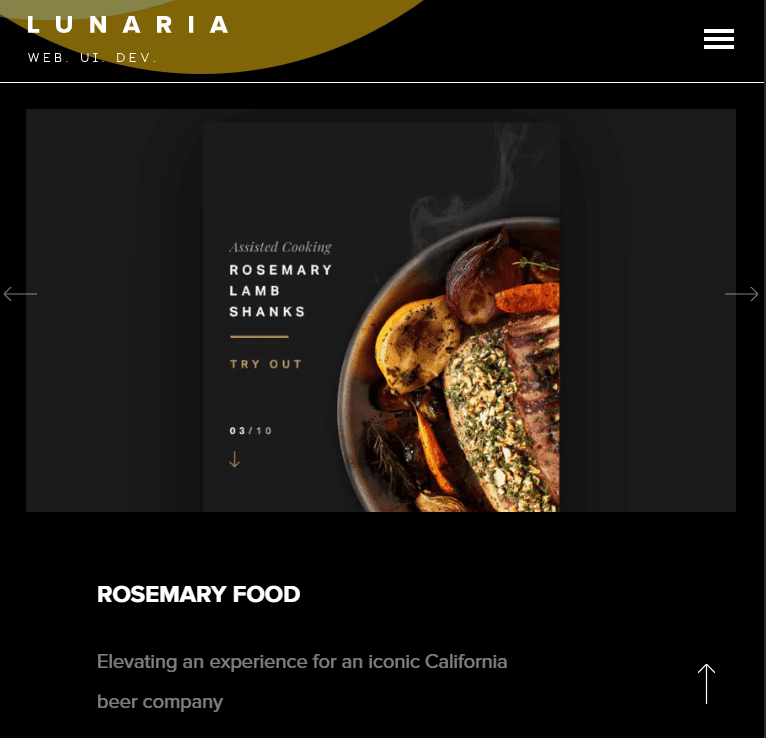 LUNARIA
WEB. UI. DEV.
Assisted Cooking
ROSEMARY
LAMB
SHANKS
TRY OUT
03/10
ROSEMARY FOOD
Elevating an experience for an iconic California
beer company